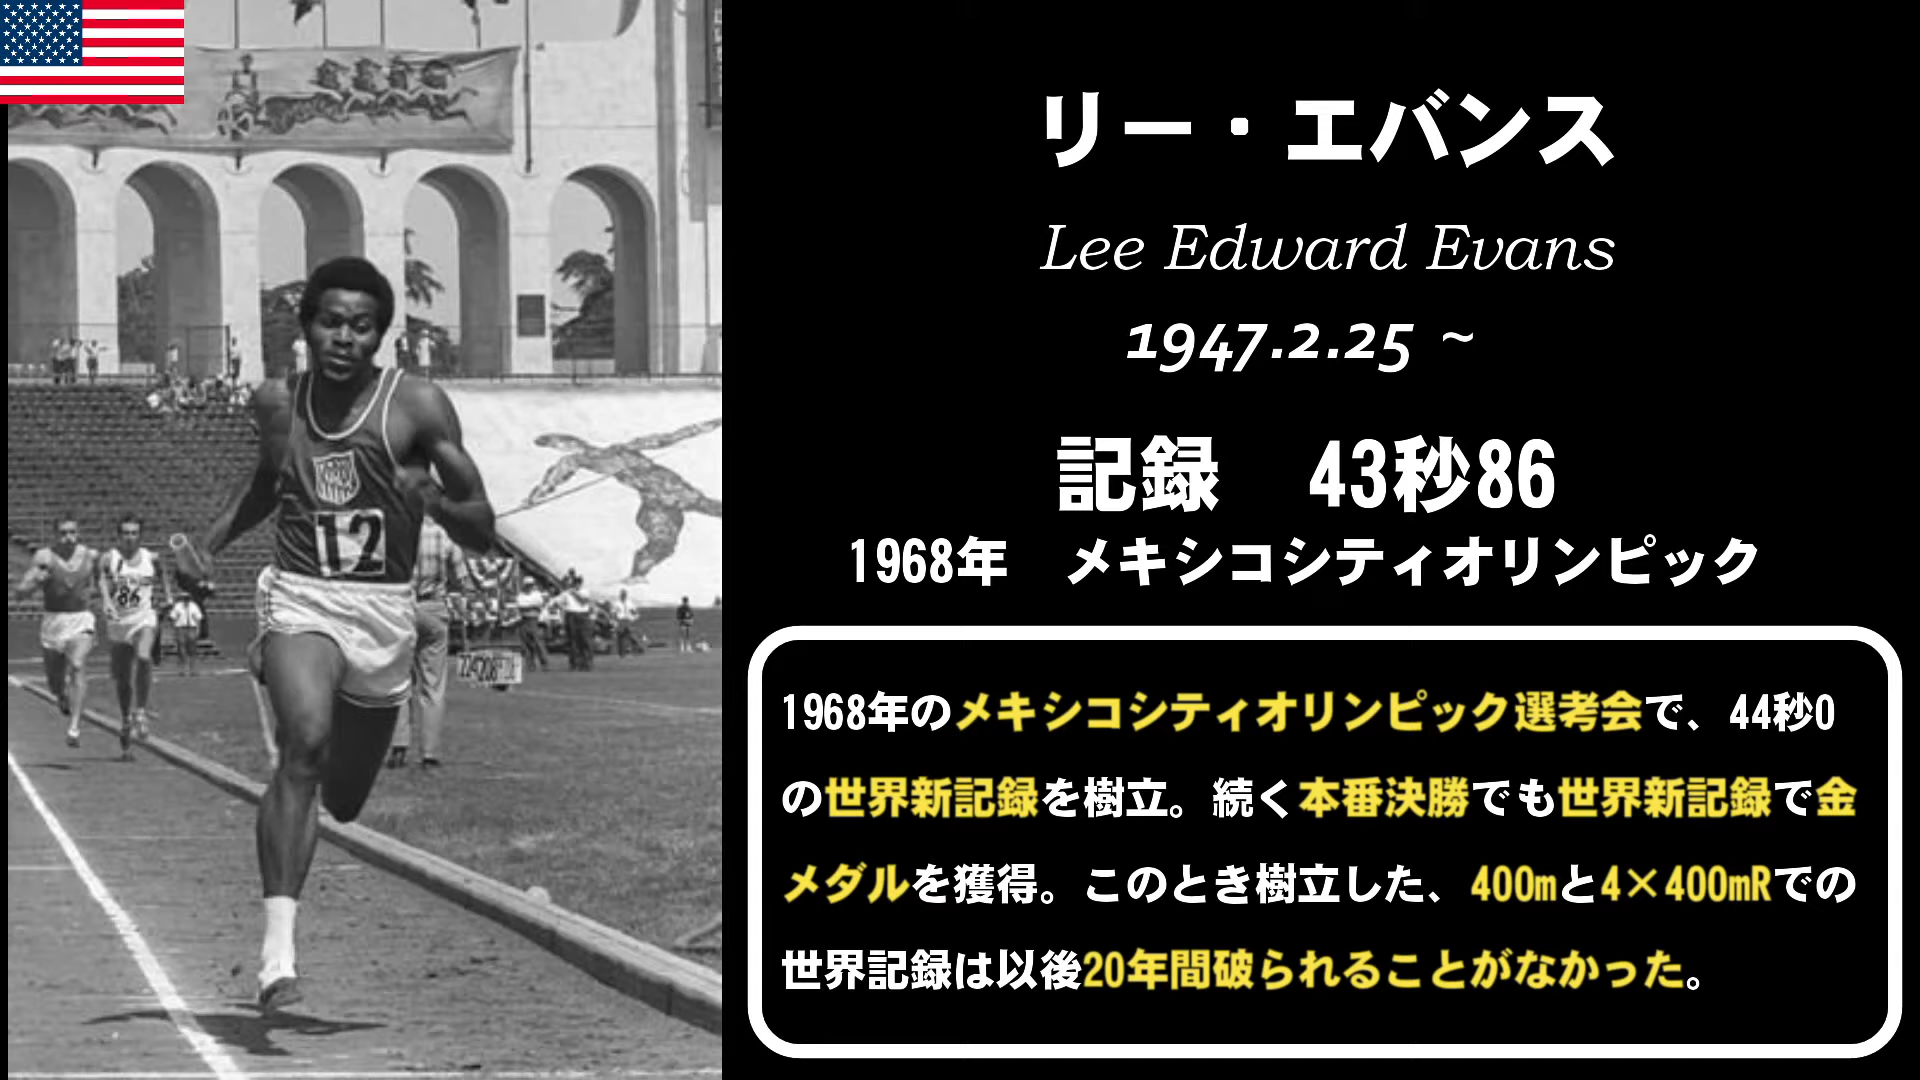 リー・エバンス
Lee Edward Evans
1947.2.25 ~
記録　43秒86
1968年　メキシコシティオリンピック
1968年のメキシコシティオリンピック選考会で、44秒0
の世界新記録を樹立。続く本番決勝でも世界新記録で金
メダルを獲得。このとき樹立した、400mと4×400mRでの
世界記録は以後20年間破られることがなかった。
12
86